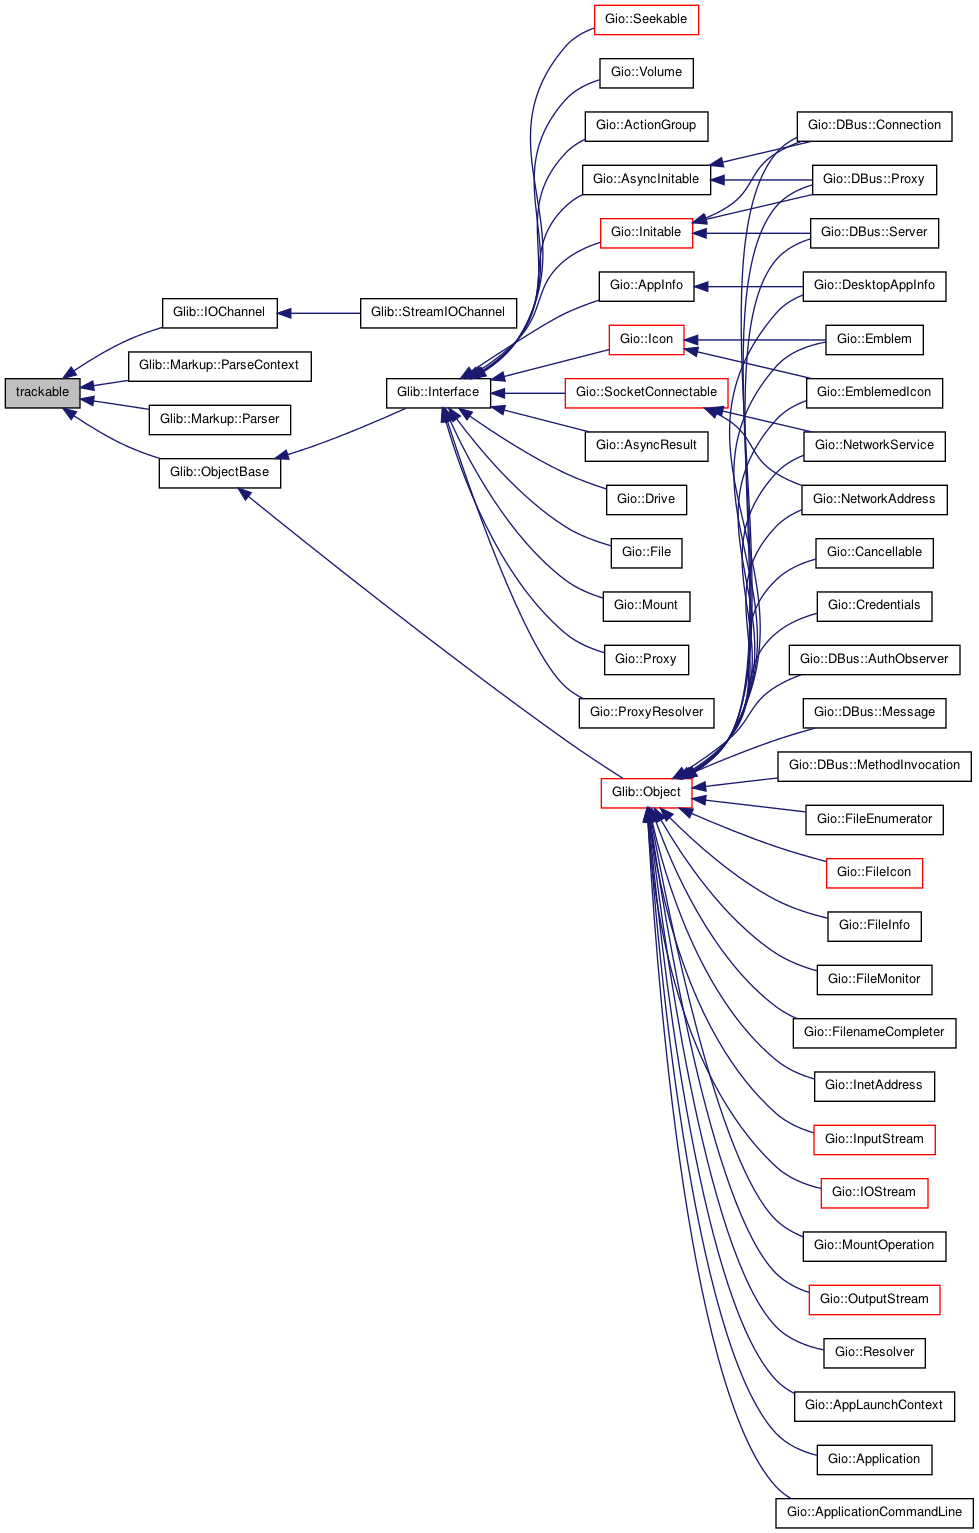 trackable
Glib::IOChannel
Glib::Markup::ParseContext
Glib::Markup::Parser
Glib::ObjectBase
Glib::StreamIOChannel
Glib::Interface
Gio::Seekable
Gio::Volume
Gio::ActionGroup
Gio::AsyncInitable
Gio::Initable
Gio::AppInfo
Gio::Icon
Gio::SocketConnectable
Gio::AsyncResult
Gio::Drive
Gio::File
Gio::Mount
Gio::Proxy
Gio::ProxyResolver
Glib::Object
Gio::DBus::Connection
Gio::DBus::Proxy
Gio::DBus::Server
Gio::DesktopAppInfo
Gio::Emblem
Gio::EmblemedIcon
Gio::NetworkService
Gio::NetworkAddress
Gio::Cancellable
Gio::Credentials
Gio::DBus::AuthObserver
Gio::DBus::Message
Gio::DBus::MethodInvocation
Gio::FileEnumerator
Gio::FileIcon
Gio::FileInfo
Gio::FileMonitor
Gio::FilenameCompleter
Gio::InetAddress
Gio::InputStream
Gio::IOStream
Gio::MountOperation
Gio::OutputStream
Gio::Resolver
Gio::AppLaunchContext
Gio::Application
Gio::ApplicationCommandLine